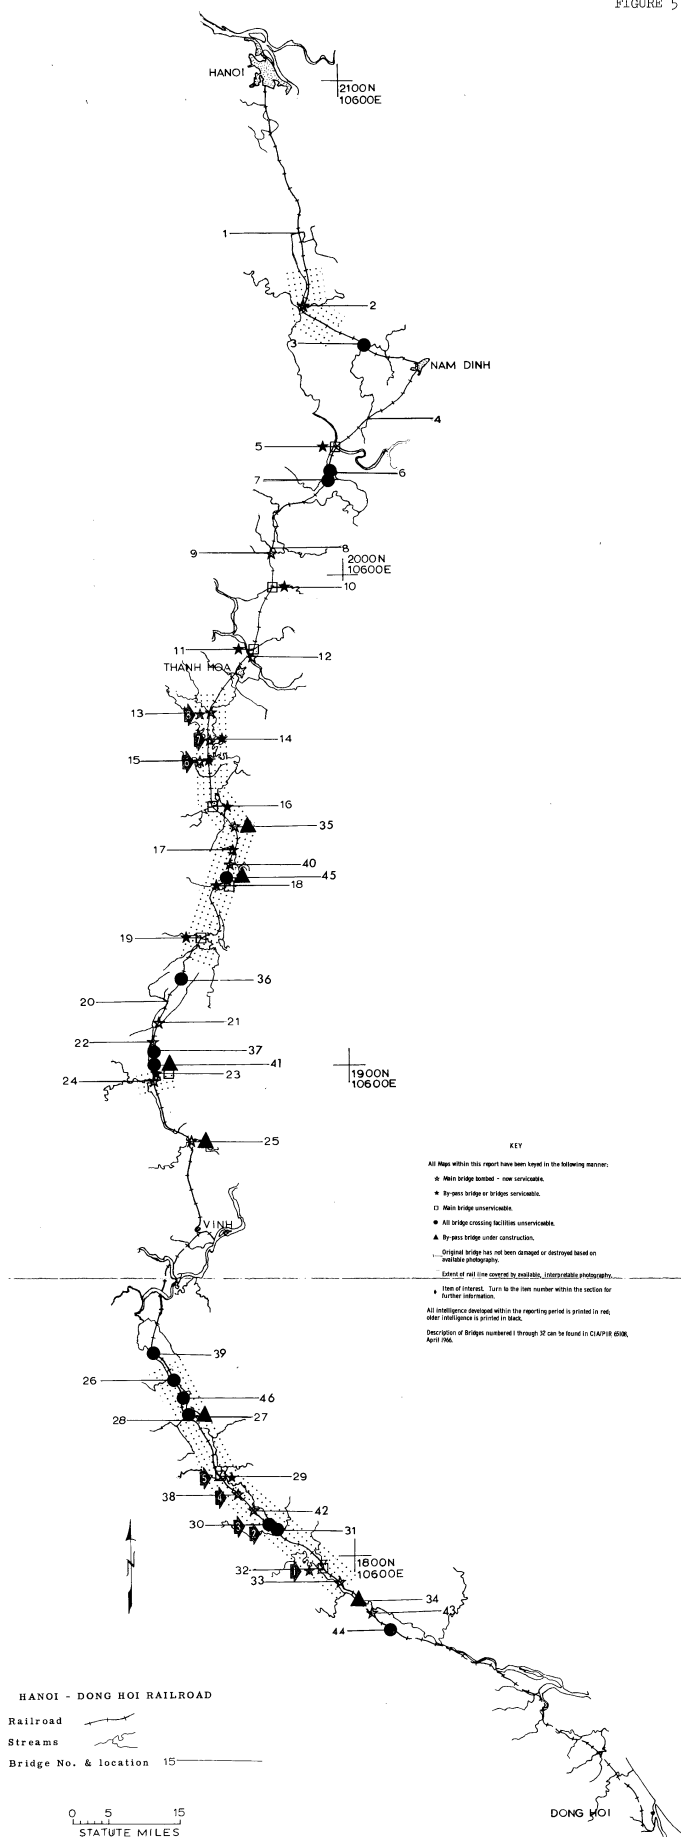 FIGURE 5
HANOI
2100N
10600E
1
2
3
NAM DINH
4
5
6
7
8
9
2000N
10600E
10
11
12
THANH HOA
13
8
14
7
15
6
16
35
17
40
45
18
19
36
20
21
22
37
41
23
24
1900N
10600E
25
VINH
KEY
All Maps within this report have been keyed in the following manner:
Main bridge bombed - now serviceable.
By-pass bridge or bridges serviceable.
Main bridge unserviceable.
All bridge crossing facilities unserviceable.
By-pass bridge under construction.
Original bridge has not been damaged or destroyed based on
available photography.
Extent of rail line covered by available, interpretable photography.
Item of interest. Turn to the item number within the section for
further information.
All intelligence developed within the reporting period is printed in red;
older intelligence is printed in black.
Description of Bridges numbered 1 through 32 can be found in CIA/PIR 61018,
April 1966.
39
26
46
28
27
29
5
38
4
42
30
3
2
31
1800N
10600E
32
1
33
34
43
44
N
HANOI - DONG HOI RAILROAD
Railroad
Streams
Bridge No. & location 15
0 5 15
STATUTE MILES
DONG HOI